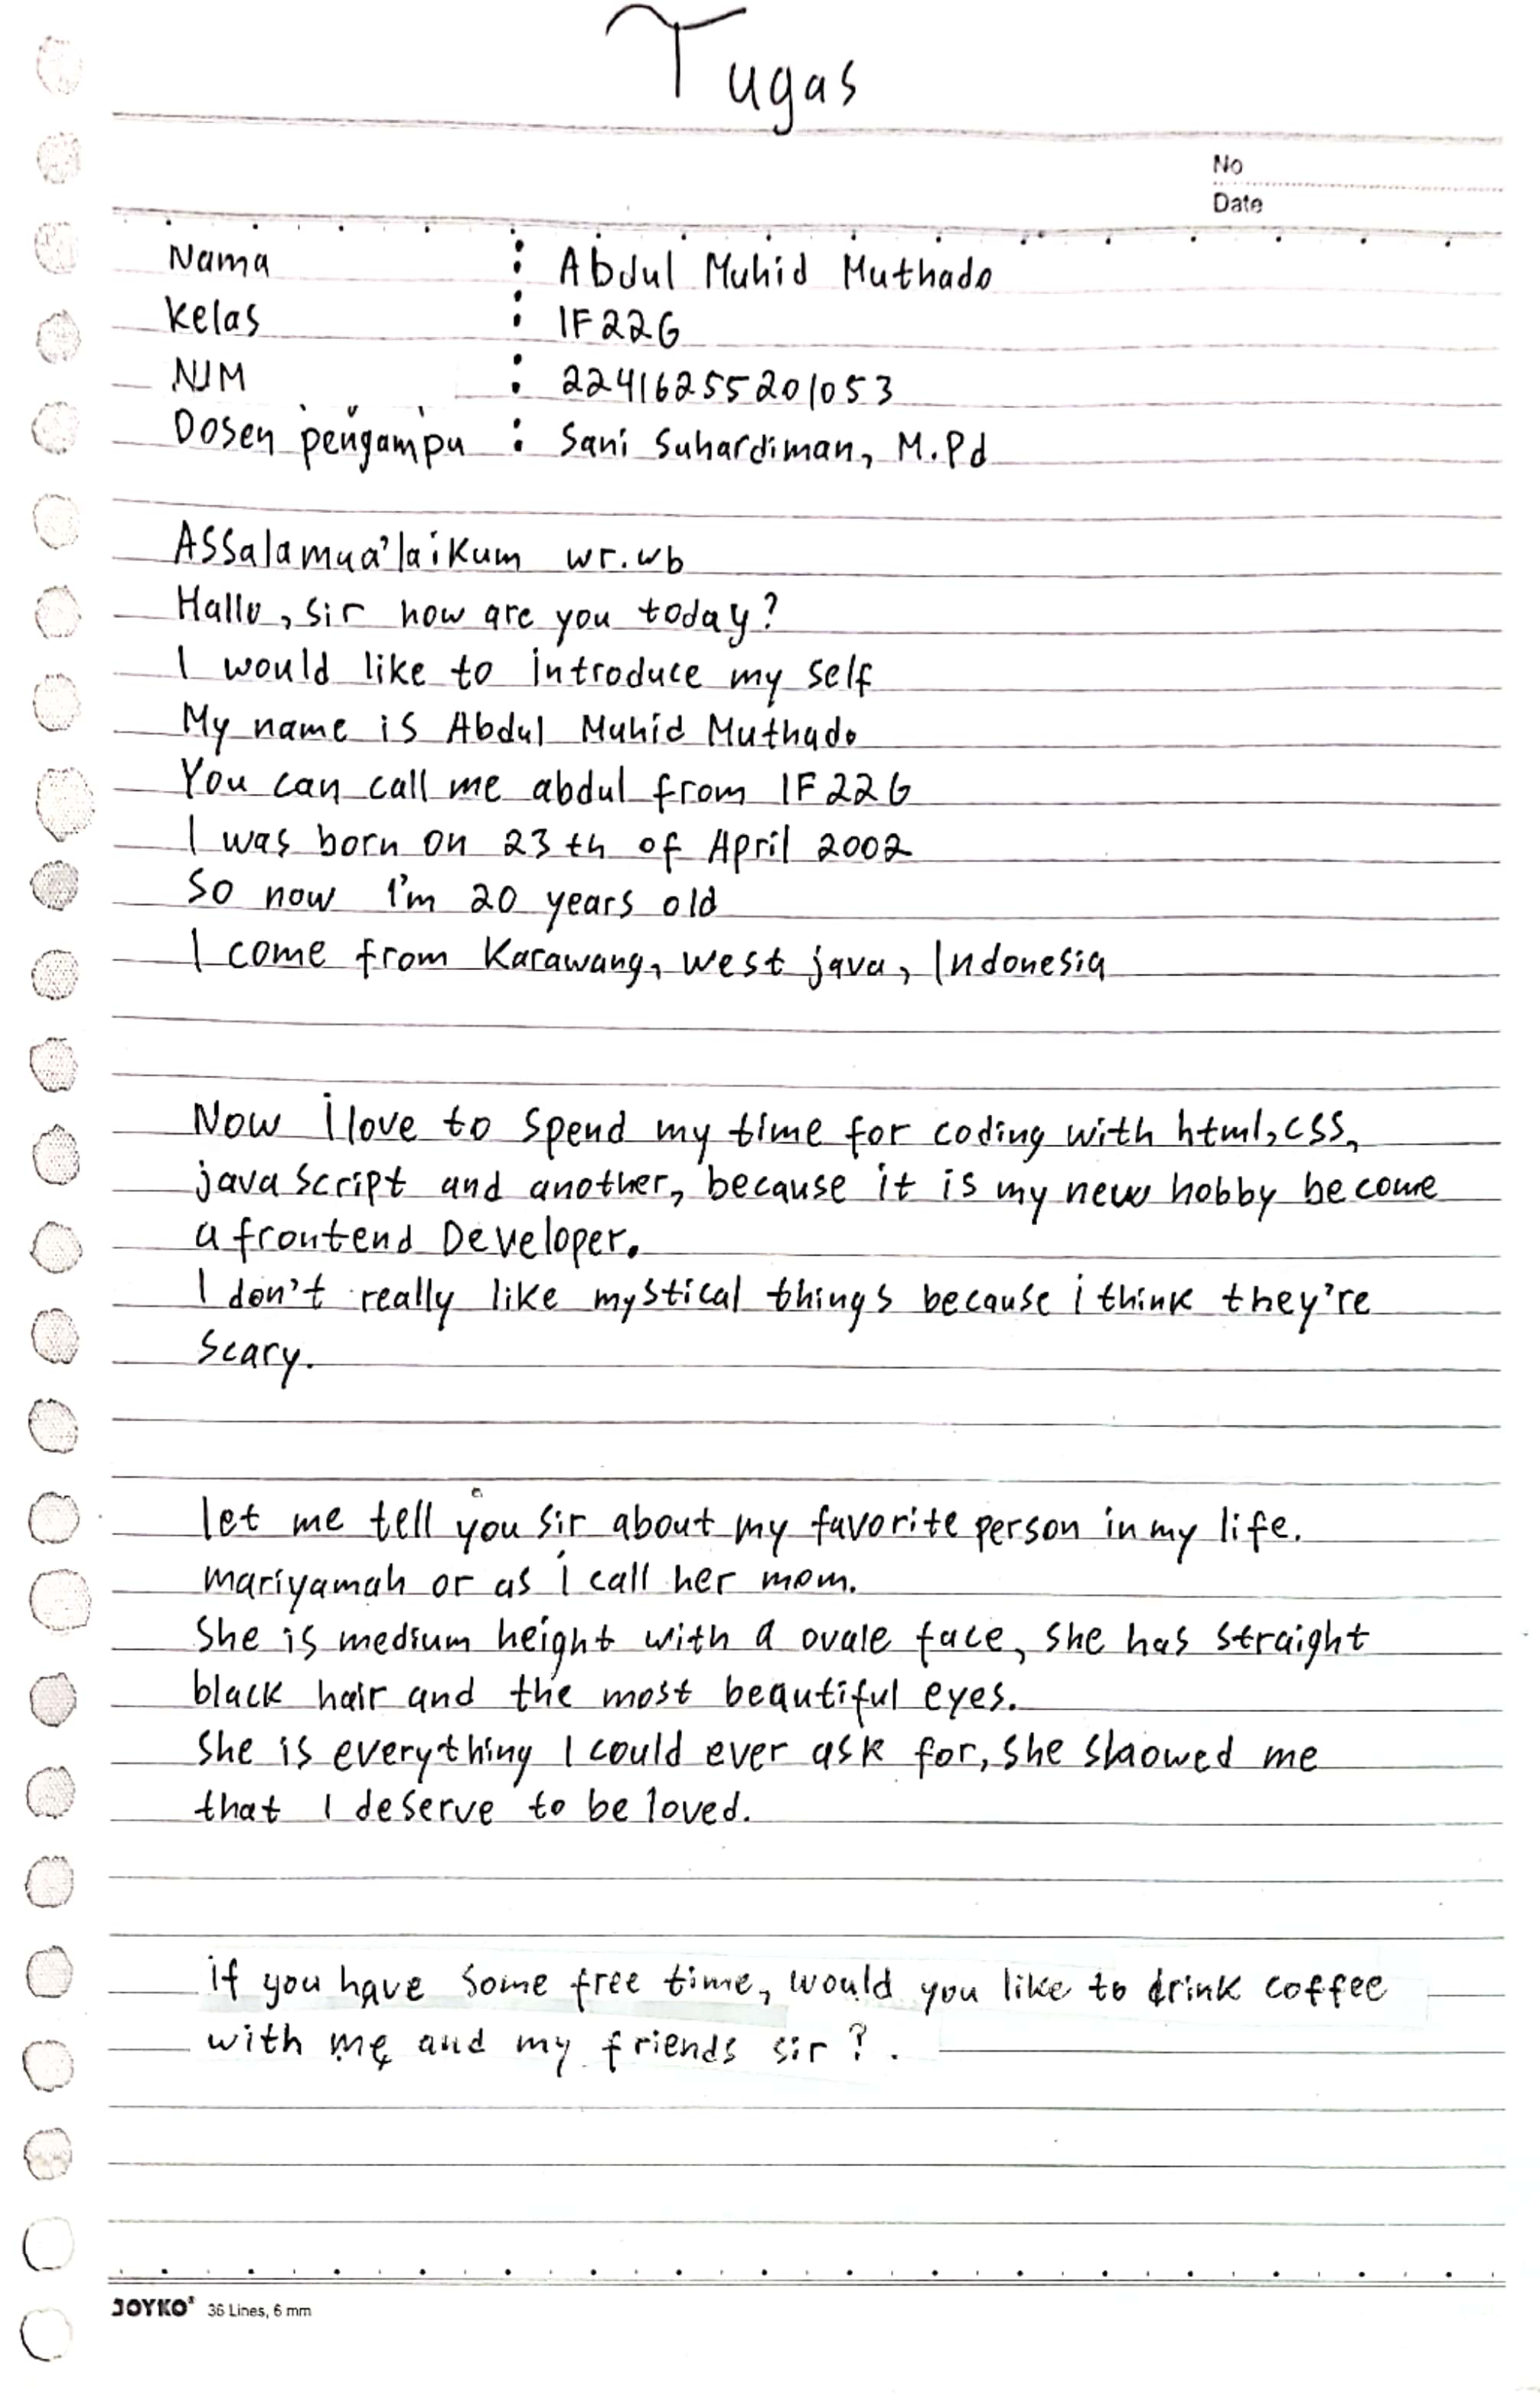 Tugas
No
Date
Nama : Abdul Muhid Muthado
Kelas : IF22G
NIM : 22416255201053
Dosen pengampu : Sani Suhardiman, M.Pd
Assalamua'laikum wr.wb
Hallo, sir how are you today?
I would like to introduce my self
My name is Abdul Muhid Muthado
You can call me abdul from IF22G
I was born on 23th of April 2002
So now I'm 20 years old
I come from Karawang, west java, Indonesia
Now i love to spend my time for coding with html, css,
java script and another, because it is my new hobby become
a frontend Developer.
I don't really like mystical things because i think they're
scary.
let me tell you sir about my favorite person in my life.
mariyamah or as i call her mom.
She is medium height with a ovale face, she has straight
black hair and the most beautiful eyes.
She is everything I could ever ask for, she showed me
that I deserve to be loved.
if you have some free time, would you like to drink coffee
with me and my friends sir?.
JOYKO® 36 Lines, 6 mm